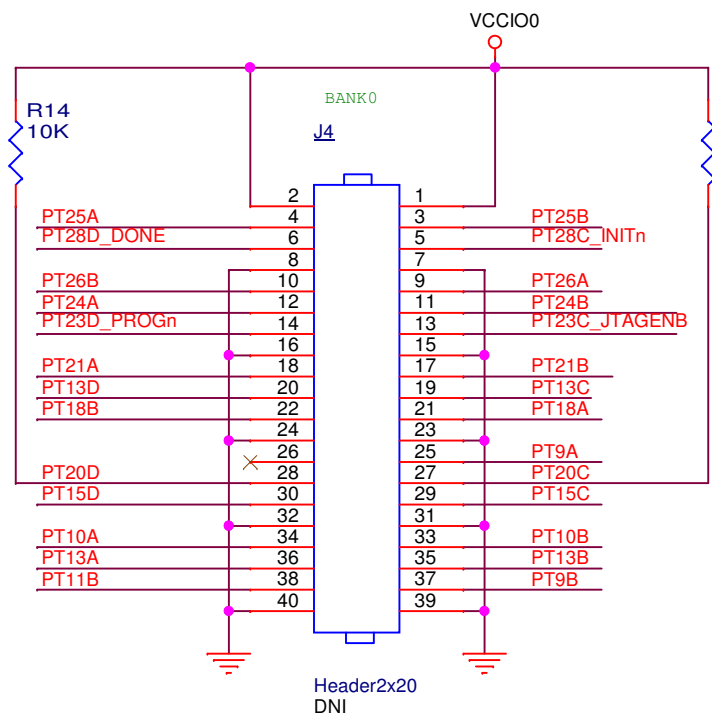 VCCIO0
R14
10K
BANK0
J4
2 1
PT25A 4 3 PT25B
PT28D_DONE 6 5 PT28C_INITn
8 7
PT26B 10 9 PT26A
PT24A 12 11 PT24B
PT23D_PROGn 14 13 PT23C_JTAGENB
16 15
PT21A 18 17 PT21B
PT13D 20 19 PT13C
PT18B 22 21 PT18A
24 23
26 25 PT9A
PT20D 28 27 PT20C
PT15D 30 29 PT15C
32 31
PT10A 34 33 PT10B
PT13A 36 35 PT13B
PT11B 38 37 PT9B
40 39
Header2x20
DNI